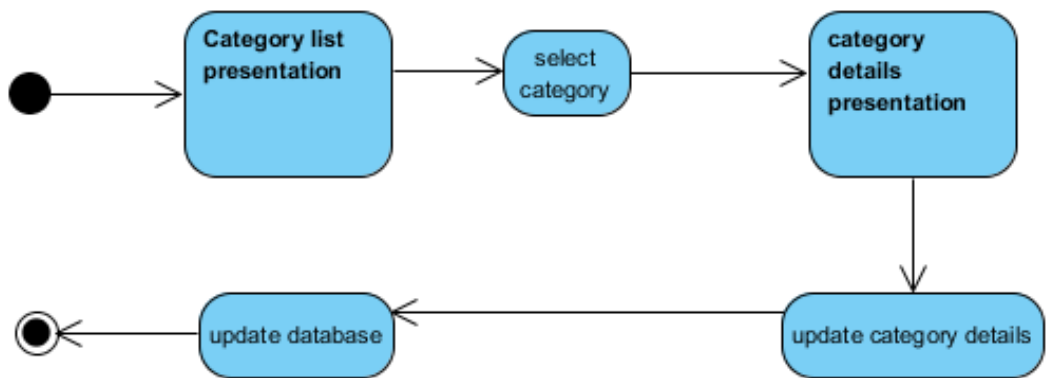 Category list
presentation
select
category
category
details
presentation
update database
update category details